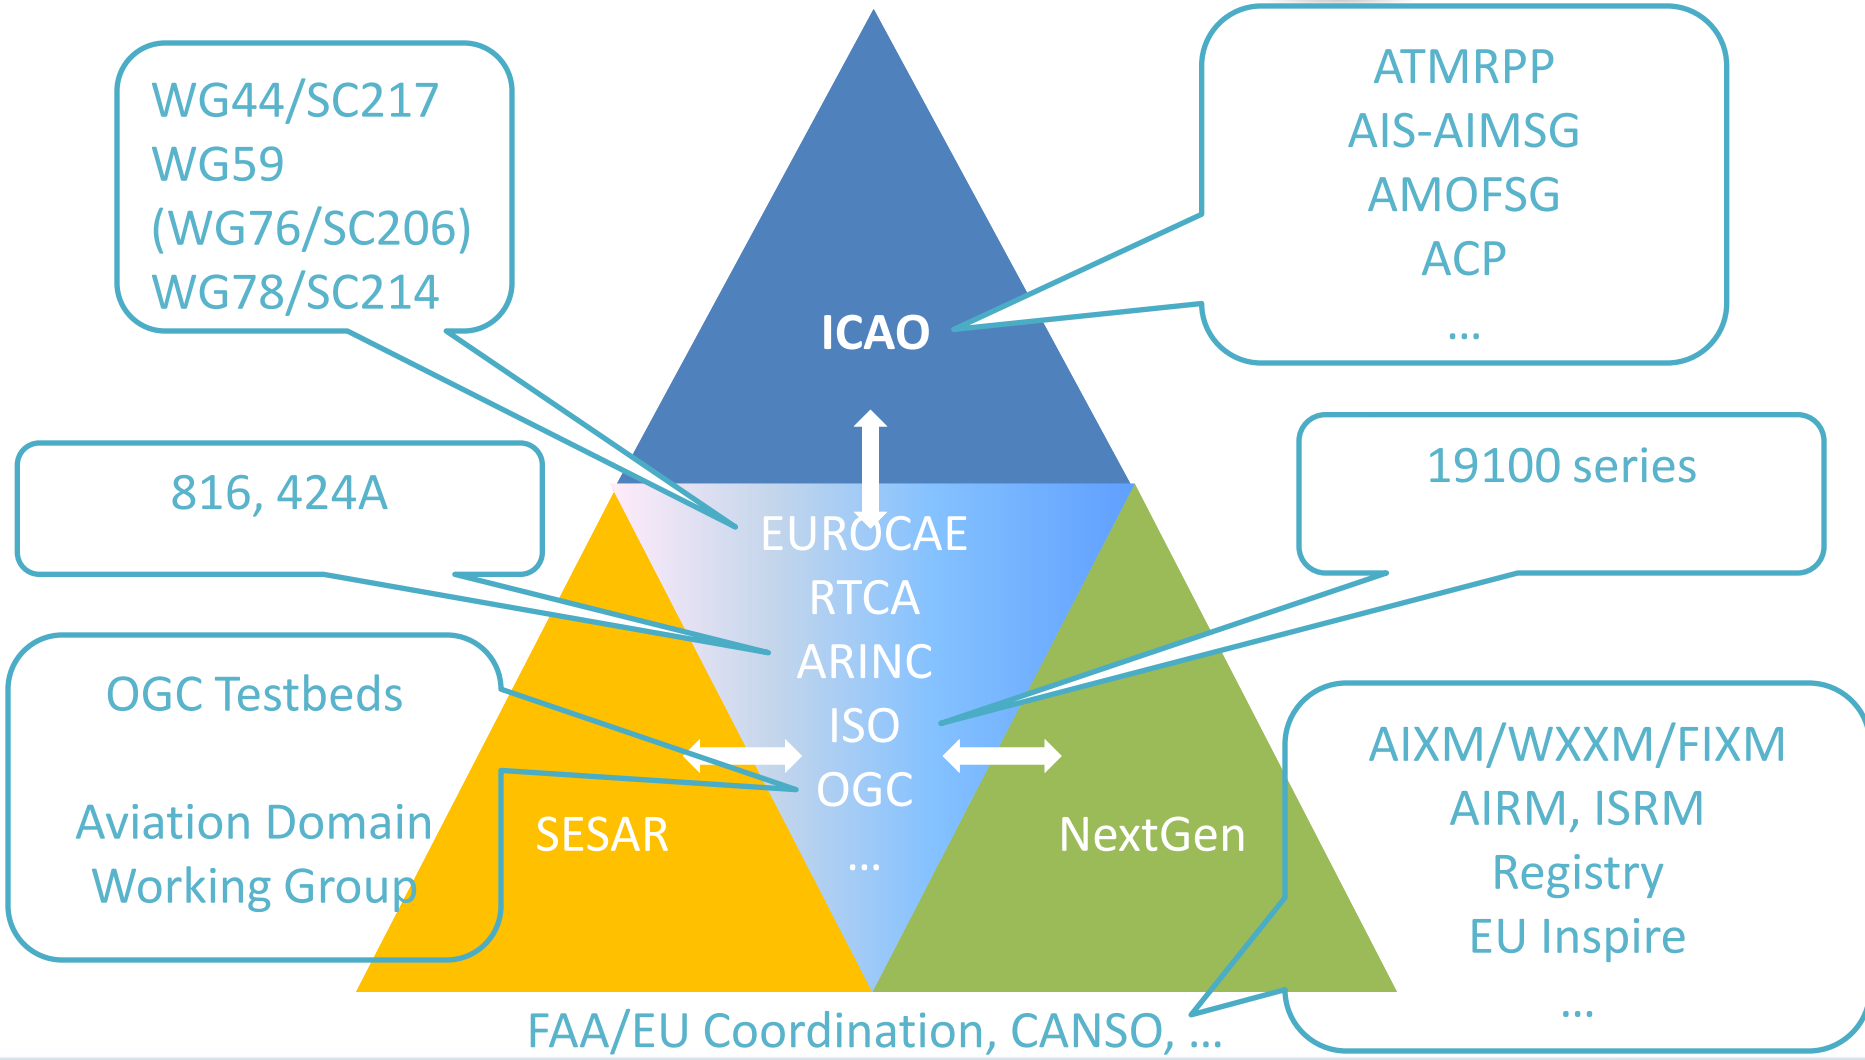 WG44/SC217
WG59
(WG76/SC206)
WG78/SC214
ATMRPP
AIS-AIMSG
AMOFSG
ACP
...
ICAO
816, 424A
19100 series
EUROCAE
RTCA
ARINC
ISO
OGC
...
OGC Testbeds
Aviation Domain
Working Group
SESAR
NextGen
AIXM/WXXM/FIXM
AIRM, ISRM
Registry
EU Inspire
...
FAA/EU Coordination, CANSO, ...